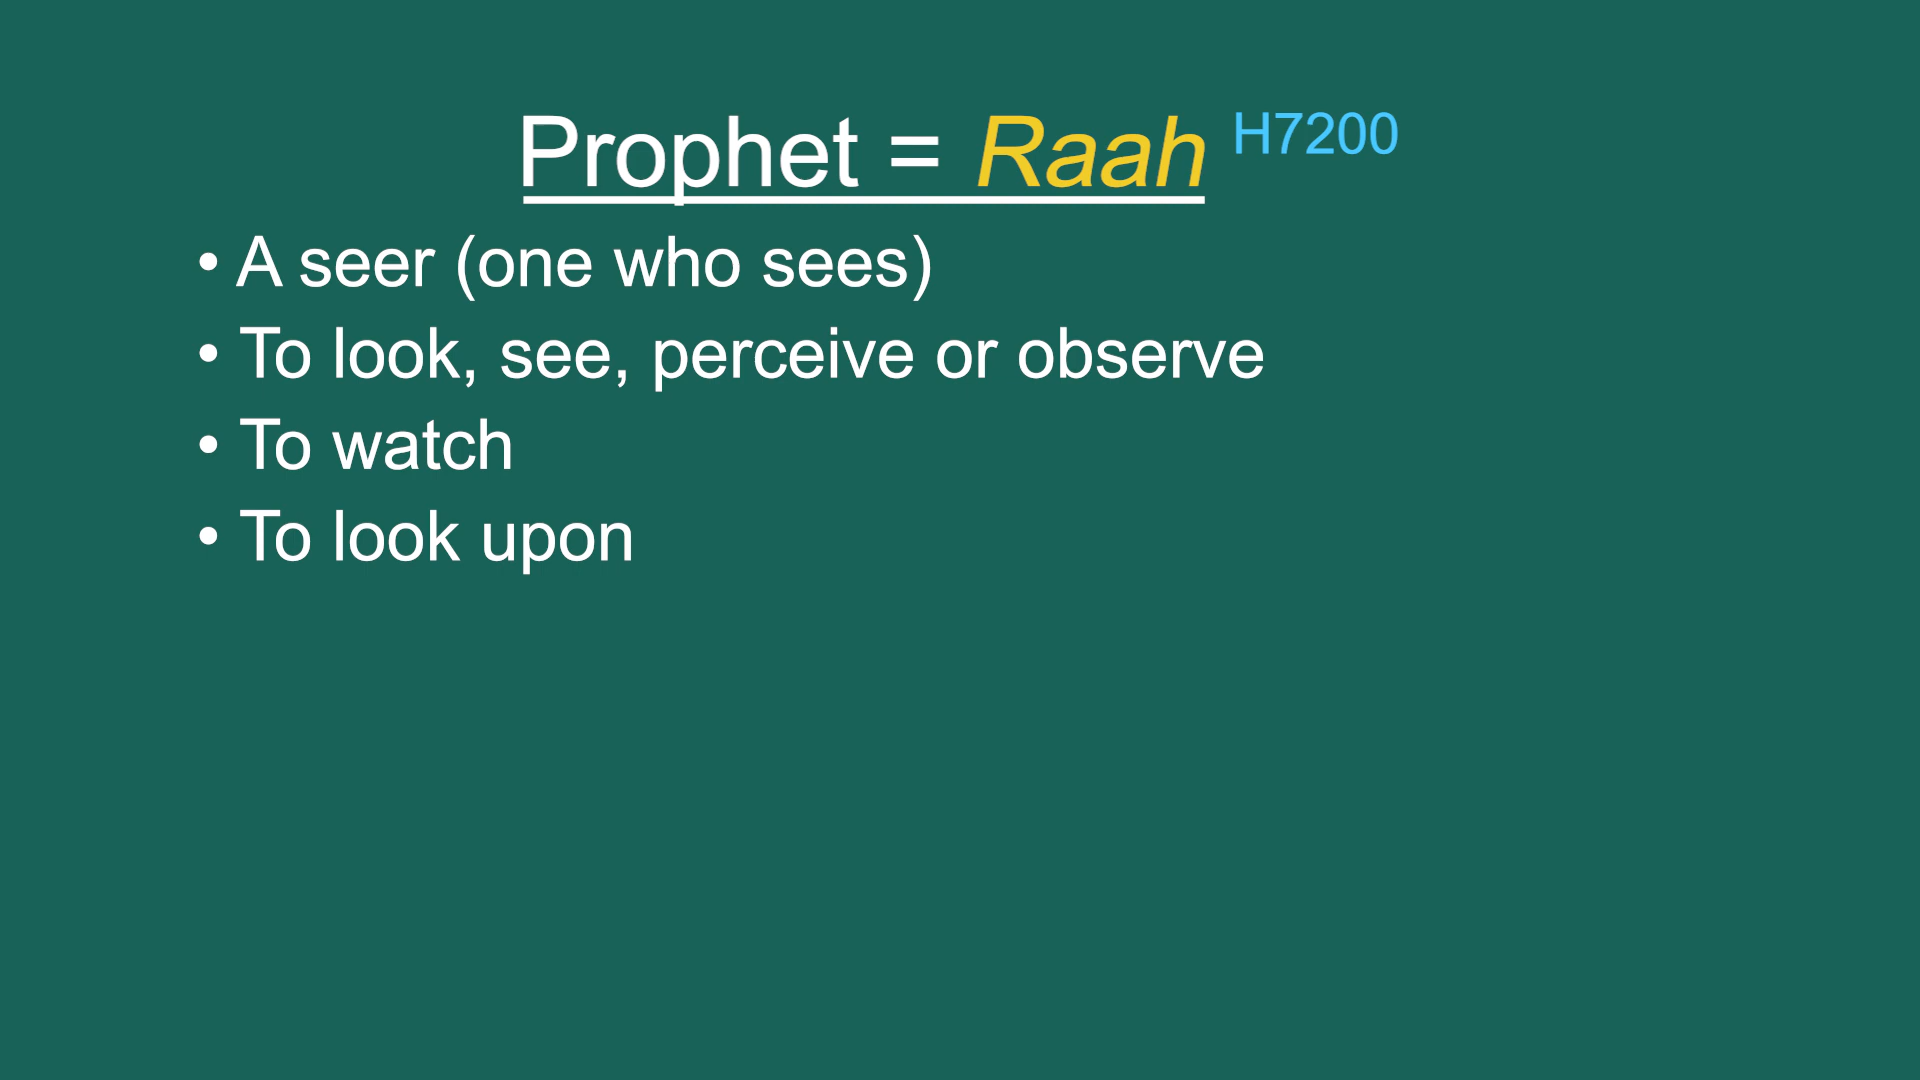 Prophet = Raah H7200
• A seer (one who sees)
• To look, see, perceive or observe
• To watch
• To look upon